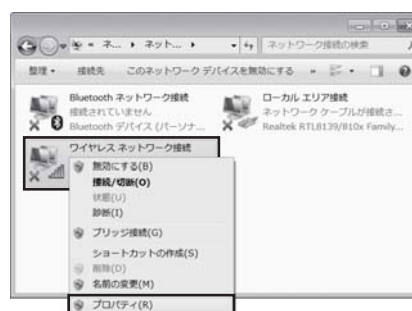 ネ... ネット... ネットワーク接続の検索
整理 接続先 このネットワーク デバイスを無効にする »
Bluetooth ネットワーク接続
接続されていません
Bluetooth デバイス (パーソナ...
ローカル エリア接続
ネットワーク ケーブルが接続さ...
Realtek RTL8139/810x Family...
ワイヤレス ネットワーク接続
無効にする(B)
接続/切断(O)
状態(U)
診断(I)
ブリッジ接続(G)
ショートカットの作成(S)
削除(D)
名前の変更(M)
プロパティ(R)